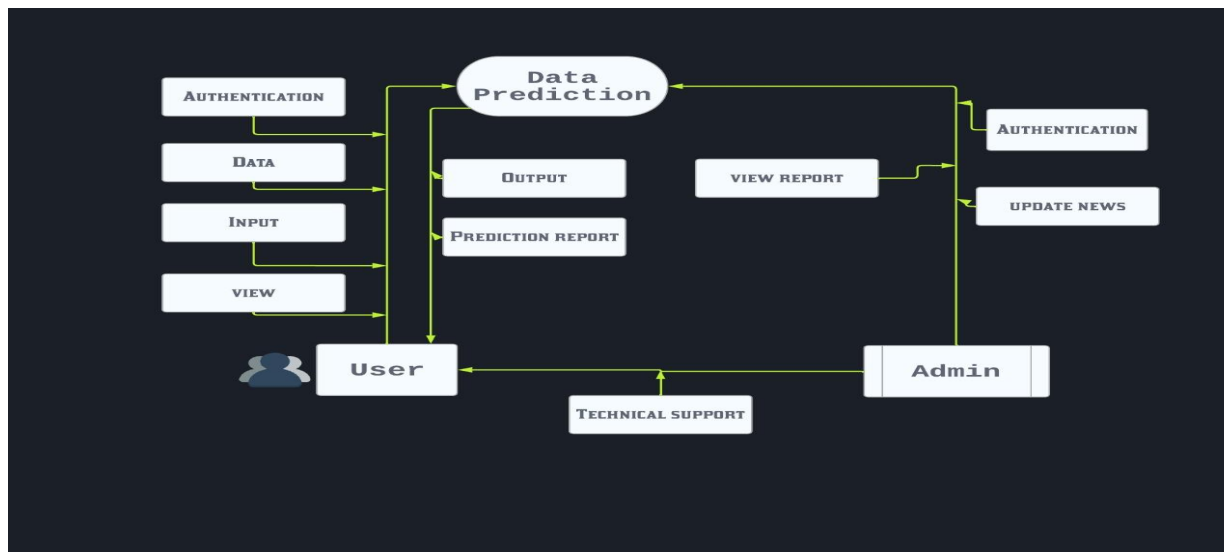 Data
Prediction
AUTHENTICATION
DATA
INPUT
VIEW
OUTPUT
PREDICTION REPORT
VIEW REPORT
AUTHENTICATION
UPDATE NEWS
User
Admin
TECHNICAL SUPPORT